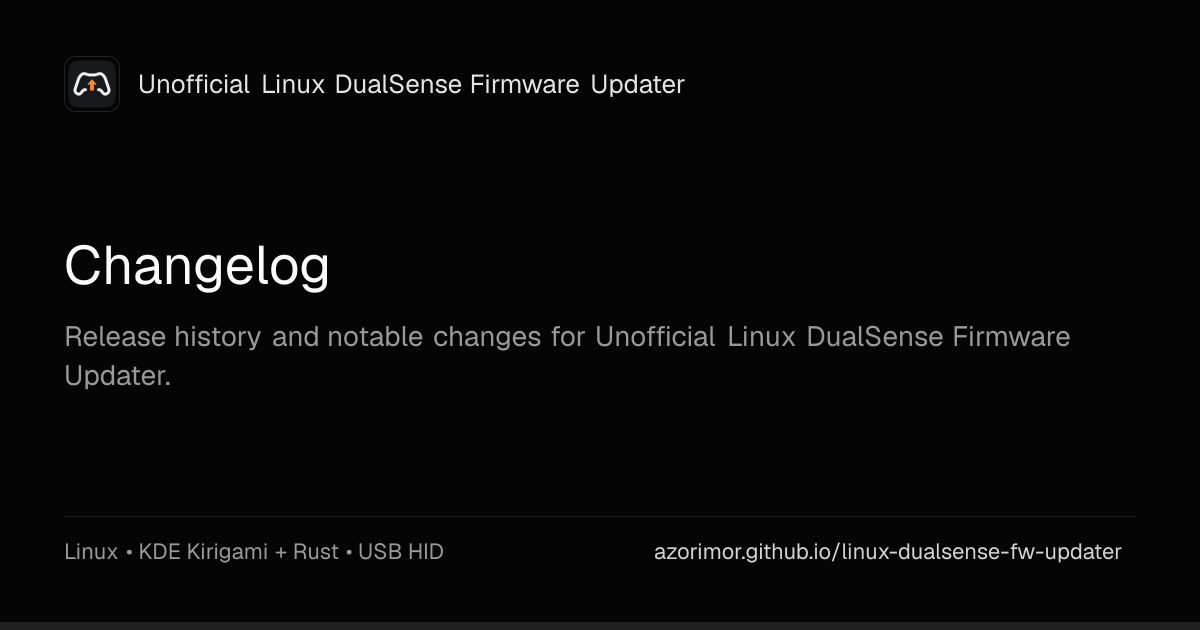 Unofficial Linux DualSense Firmware Updater
Changelog
Release history and notable changes for Unofficial Linux DualSense Firmware
Updater.
Linux • KDE Kirigami + Rust • USB HID
azorimor.github.io/linux-dualsense-fw-updater